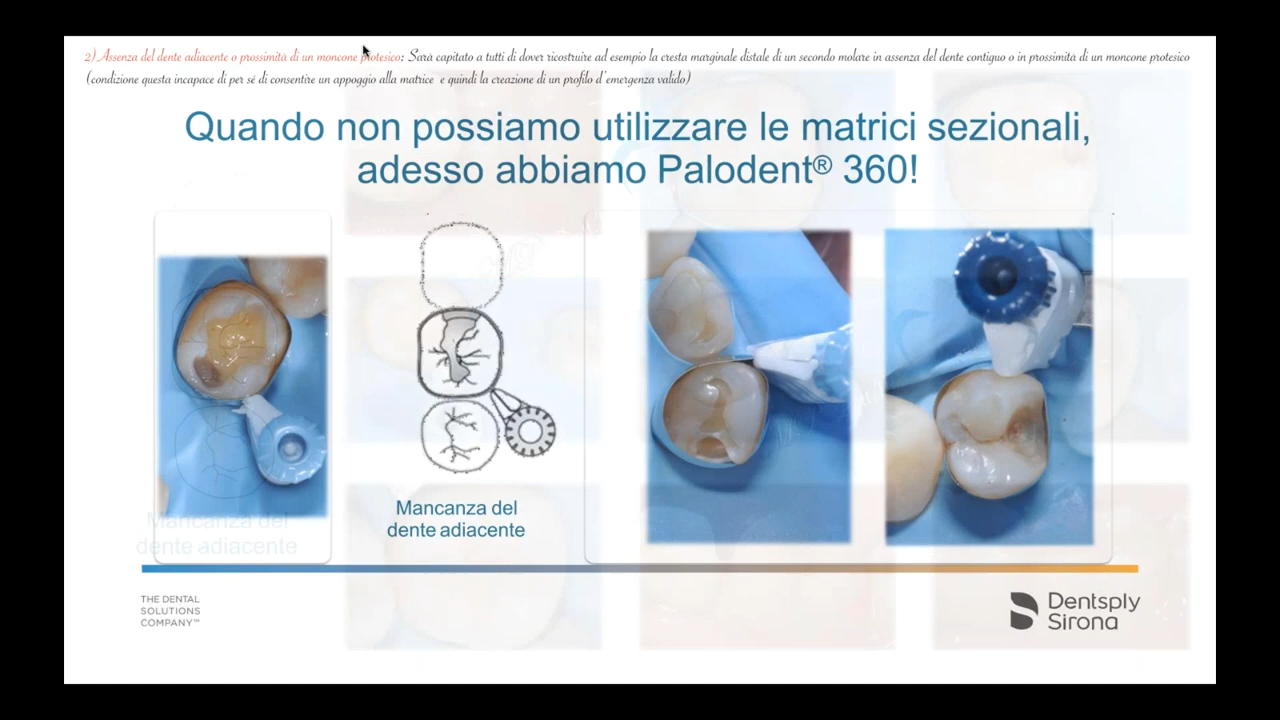 2) Assenza del dente adiacente o prossimità di un moncone protesico: Sarà capitato a tutti di dover ricostruire ad esempio la cresta marginale distale di un secondo molare in assenza del dente contiguo o in prossimità di un moncone protesico
(condizione questa incapace di per sé di consentire un appoggio alla matrice e quindi la creazione di un profilo d'emergenza valido)
Quando non possiamo utilizzare le matrici sezionali,
adesso abbiamo Palodent® 360!
Mancanza del
dente adiacente
Mancanza del
dente adiacente
THE DENTAL
SOLUTIONS
COMPANY™
Dentsply
Sirona